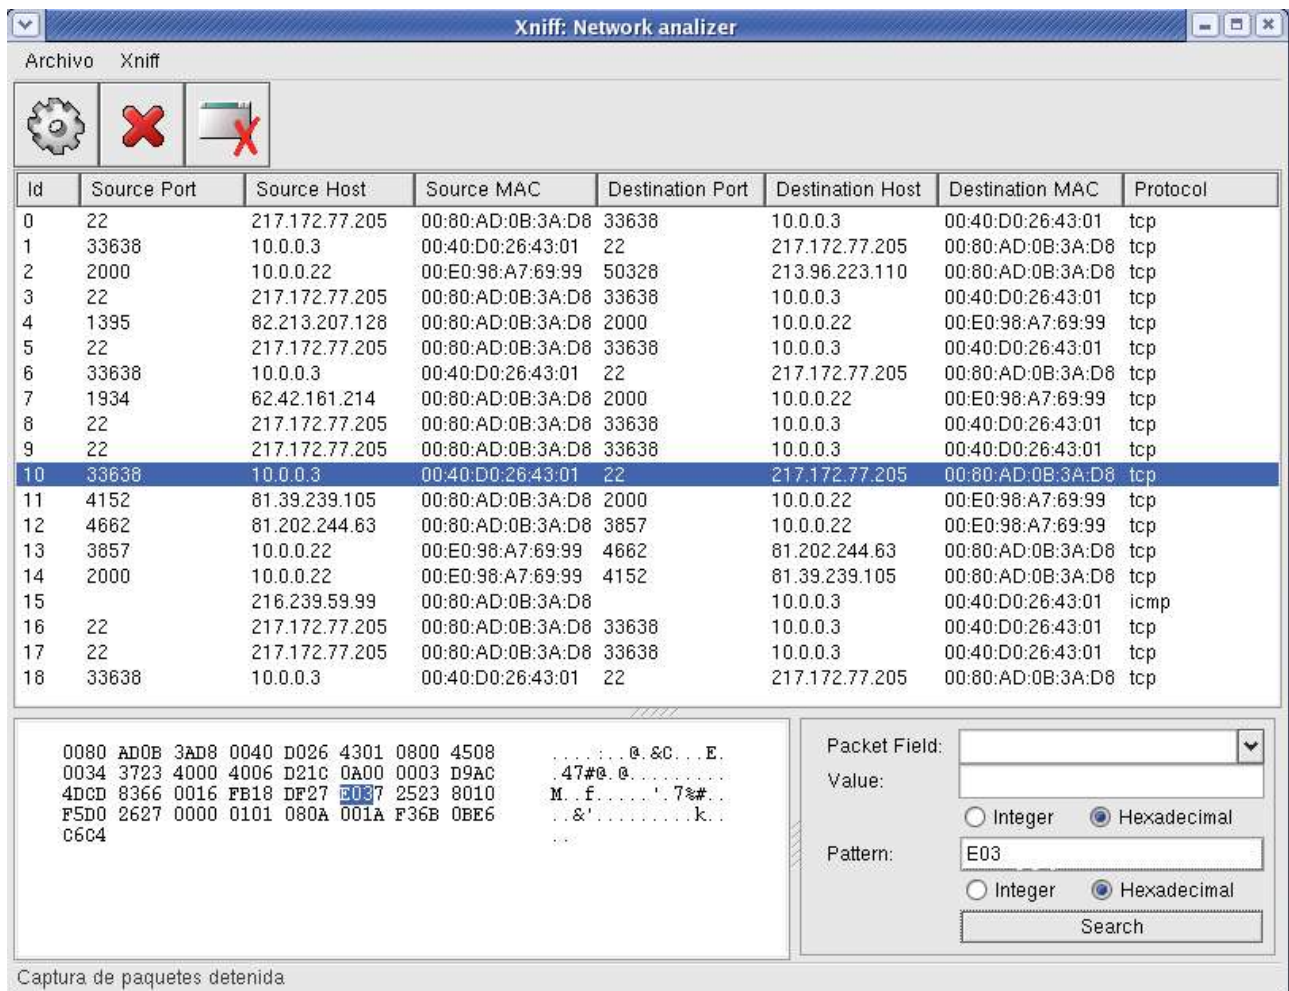 Xniff: Network analizer
Archivo Xniff
Id Source Port Source Host Source MAC Destination Port Destination Host Destination MAC Protocol
0 22 217.172.77.205 00:80:AD:0B:3A:D8 33638 10.0.0.3 00:40:D0:26:43:01 tcp
1 33638 10.0.0.3 00:40:D0:26:43:01 22 217.172.77.205 00:80:AD:0B:3A:D8 tcp
2 2000 10.0.0.22 00:E0:98:A7:69:99 50328 213.96.223.110 00:80:AD:0B:3A:D8 tcp
3 22 217.172.77.205 00:80:AD:0B:3A:D8 33638 10.0.0.3 00:40:D0:26:43:01 tcp
4 1395 82.213.207.128 00:80:AD:0B:3A:D8 2000 10.0.0.22 00:E0:98:A7:69:99 tcp
5 22 217.172.77.205 00:80:AD:0B:3A:D8 33638 10.0.0.3 00:40:D0:26:43:01 tcp
6 33638 10.0.0.3 00:40:D0:26:43:01 22 217.172.77.205 00:80:AD:0B:3A:D8 tcp
7 1934 62.42.161.214 00:80:AD:0B:3A:D8 2000 10.0.0.22 00:E0:98:A7:69:99 tcp
8 22 217.172.77.205 00:80:AD:0B:3A:D8 33638 10.0.0.3 00:40:D0:26:43:01 tcp
9 22 217.172.77.205 00:80:AD:0B:3A:D8 33638 10.0.0.3 00:40:D0:26:43:01 tcp
10 33638 10.0.0.3 00:40:D0:26:43:01 22 217.172.77.205 00:80:AD:0B:3A:D8 tcp
11 4152 81.39.239.105 00:80:AD:0B:3A:D8 2000 10.0.0.22 00:E0:98:A7:69:99 tcp
12 4662 81.202.244.63 00:80:AD:0B:3A:D8 3857 10.0.0.22 00:E0:98:A7:69:99 tcp
13 3857 10.0.0.22 00:E0:98:A7:69:99 4662 81.202.244.63 00:80:AD:0B:3A:D8 tcp
14 2000 10.0.0.22 00:E0:98:A7:69:99 4152 81.39.239.105 00:80:AD:0B:3A:D8 tcp
15 216.239.59.99 00:80:AD:0B:3A:D8 10.0.0.3 00:40:D0:26:43:01 icmp
16 22 217.172.77.205 00:80:AD:0B:3A:D8 33638 10.0.0.3 00:40:D0:26:43:01 tcp
17 22 217.172.77.205 00:80:AD:0B:3A:D8 33638 10.0.0.3 00:40:D0:26:43:01 tcp
18 33638 10.0.0.3 00:40:D0:26:43:01 22 217.172.77.205 00:80:AD:0B:3A:D8 tcp
0080 AD0B 3AD8 0040 D026 4301 0800 4508 ....:..@.&C...E.
0034 3723 4000 4006 D21C 0A00 0003 D9AC .47#@.@.........
4DCD 8366 0016 FB18 DF27 E037 2523 8010 M..f.....'.7%#..
F5D0 2627 0000 0101 080A 001A F36B 0BE6 ..&'.........k..
C6C4 ..
Packet Field:
Value:
Integer Hexadecimal
Pattern: E03
Integer Hexadecimal
Search
Captura de paquetes detenida